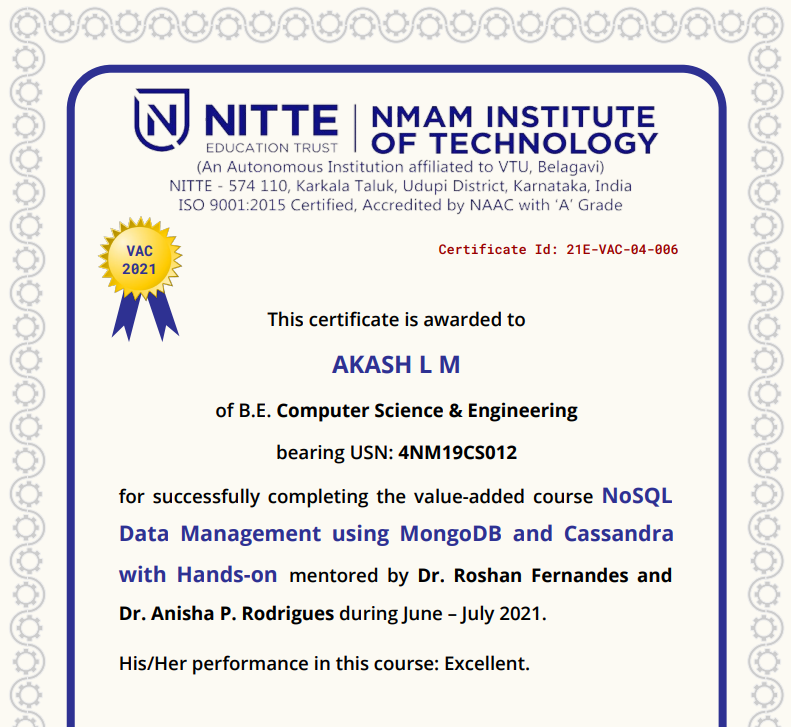 NITTE
EDUCATION TRUST
NMAM INSTITUTE
OF TECHNOLOGY
(An Autonomous Institution affiliated to VTU, Belagavi)
NITTE - 574 110, Karkala Taluk, Udupi District, Karnataka, India
ISO 9001:2015 Certified, Accredited by NAAC with ‘A’ Grade
VAC
2021
Certificate Id: 21E-VAC-04-006
This certificate is awarded to
AKASH L M
of B.E. Computer Science & Engineering
bearing USN: 4NM19CS012
for successfully completing the value-added course NoSQL
Data Management using MongoDB and Cassandra
with Hands-on mentored by Dr. Roshan Fernandes and
Dr. Anisha P. Rodrigues during June – July 2021.
His/Her performance in this course: Excellent.